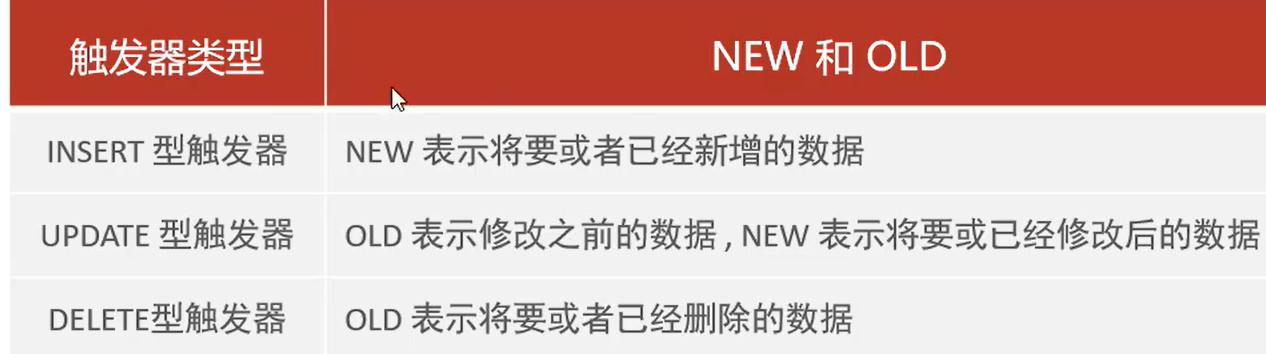 触发器类型 NEW 和 OLD
INSERT 型触发器 NEW 表示将要或者已经新增的数据
UPDATE 型触发器 OLD 表示修改之前的数据 , NEW 表示将要或已经修改后的数据
DELETE型触发器 OLD 表示将要或者已经删除的数据